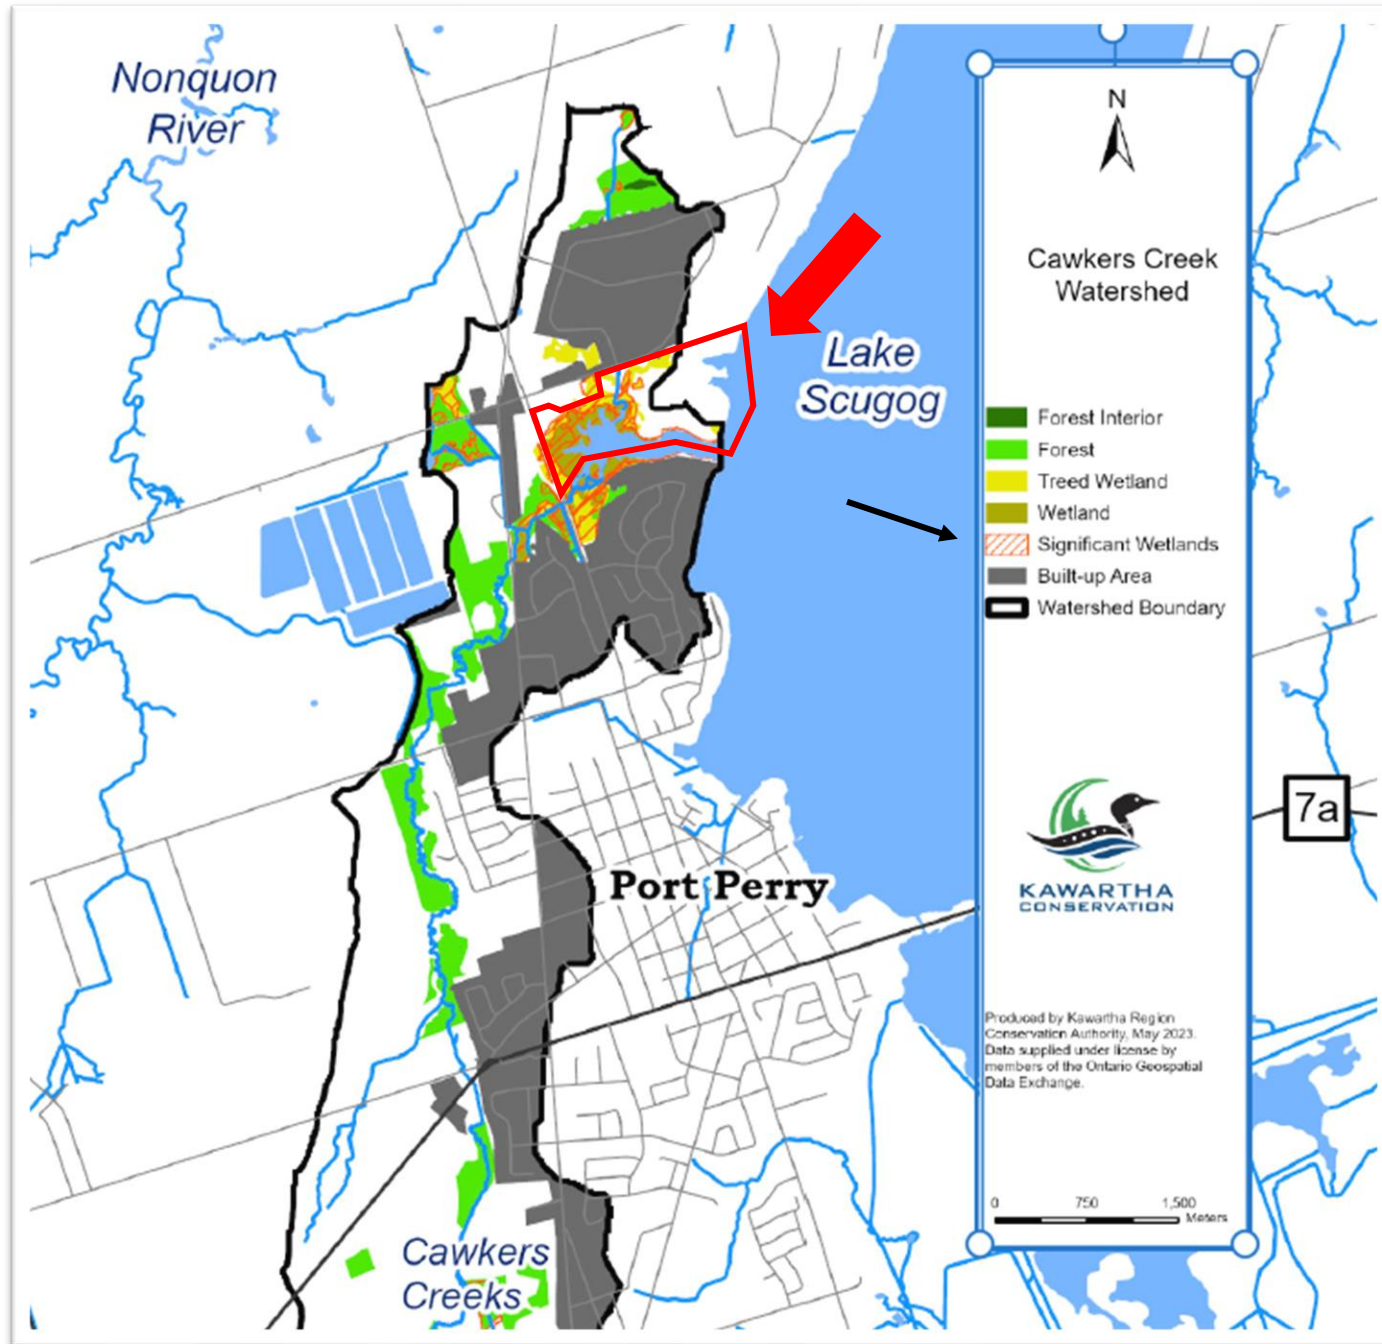 Nonquon
River
N
Cawkers Creek
Watershed
Lake
Scugog
Forest Interior
Forest
Treed Wetland
Wetland
Significant Wetlands
Built-up Area
Watershed Boundary
7a
KAWARTHA
CONSERVATION
Port Perry
Produced by Kawartha Region
Conservation Authority, May 2023.
Data supplied under license by
members of the Ontario Geospatial
Data Exchange.
0 750 1,500
Meters
Cawkers
Creeks